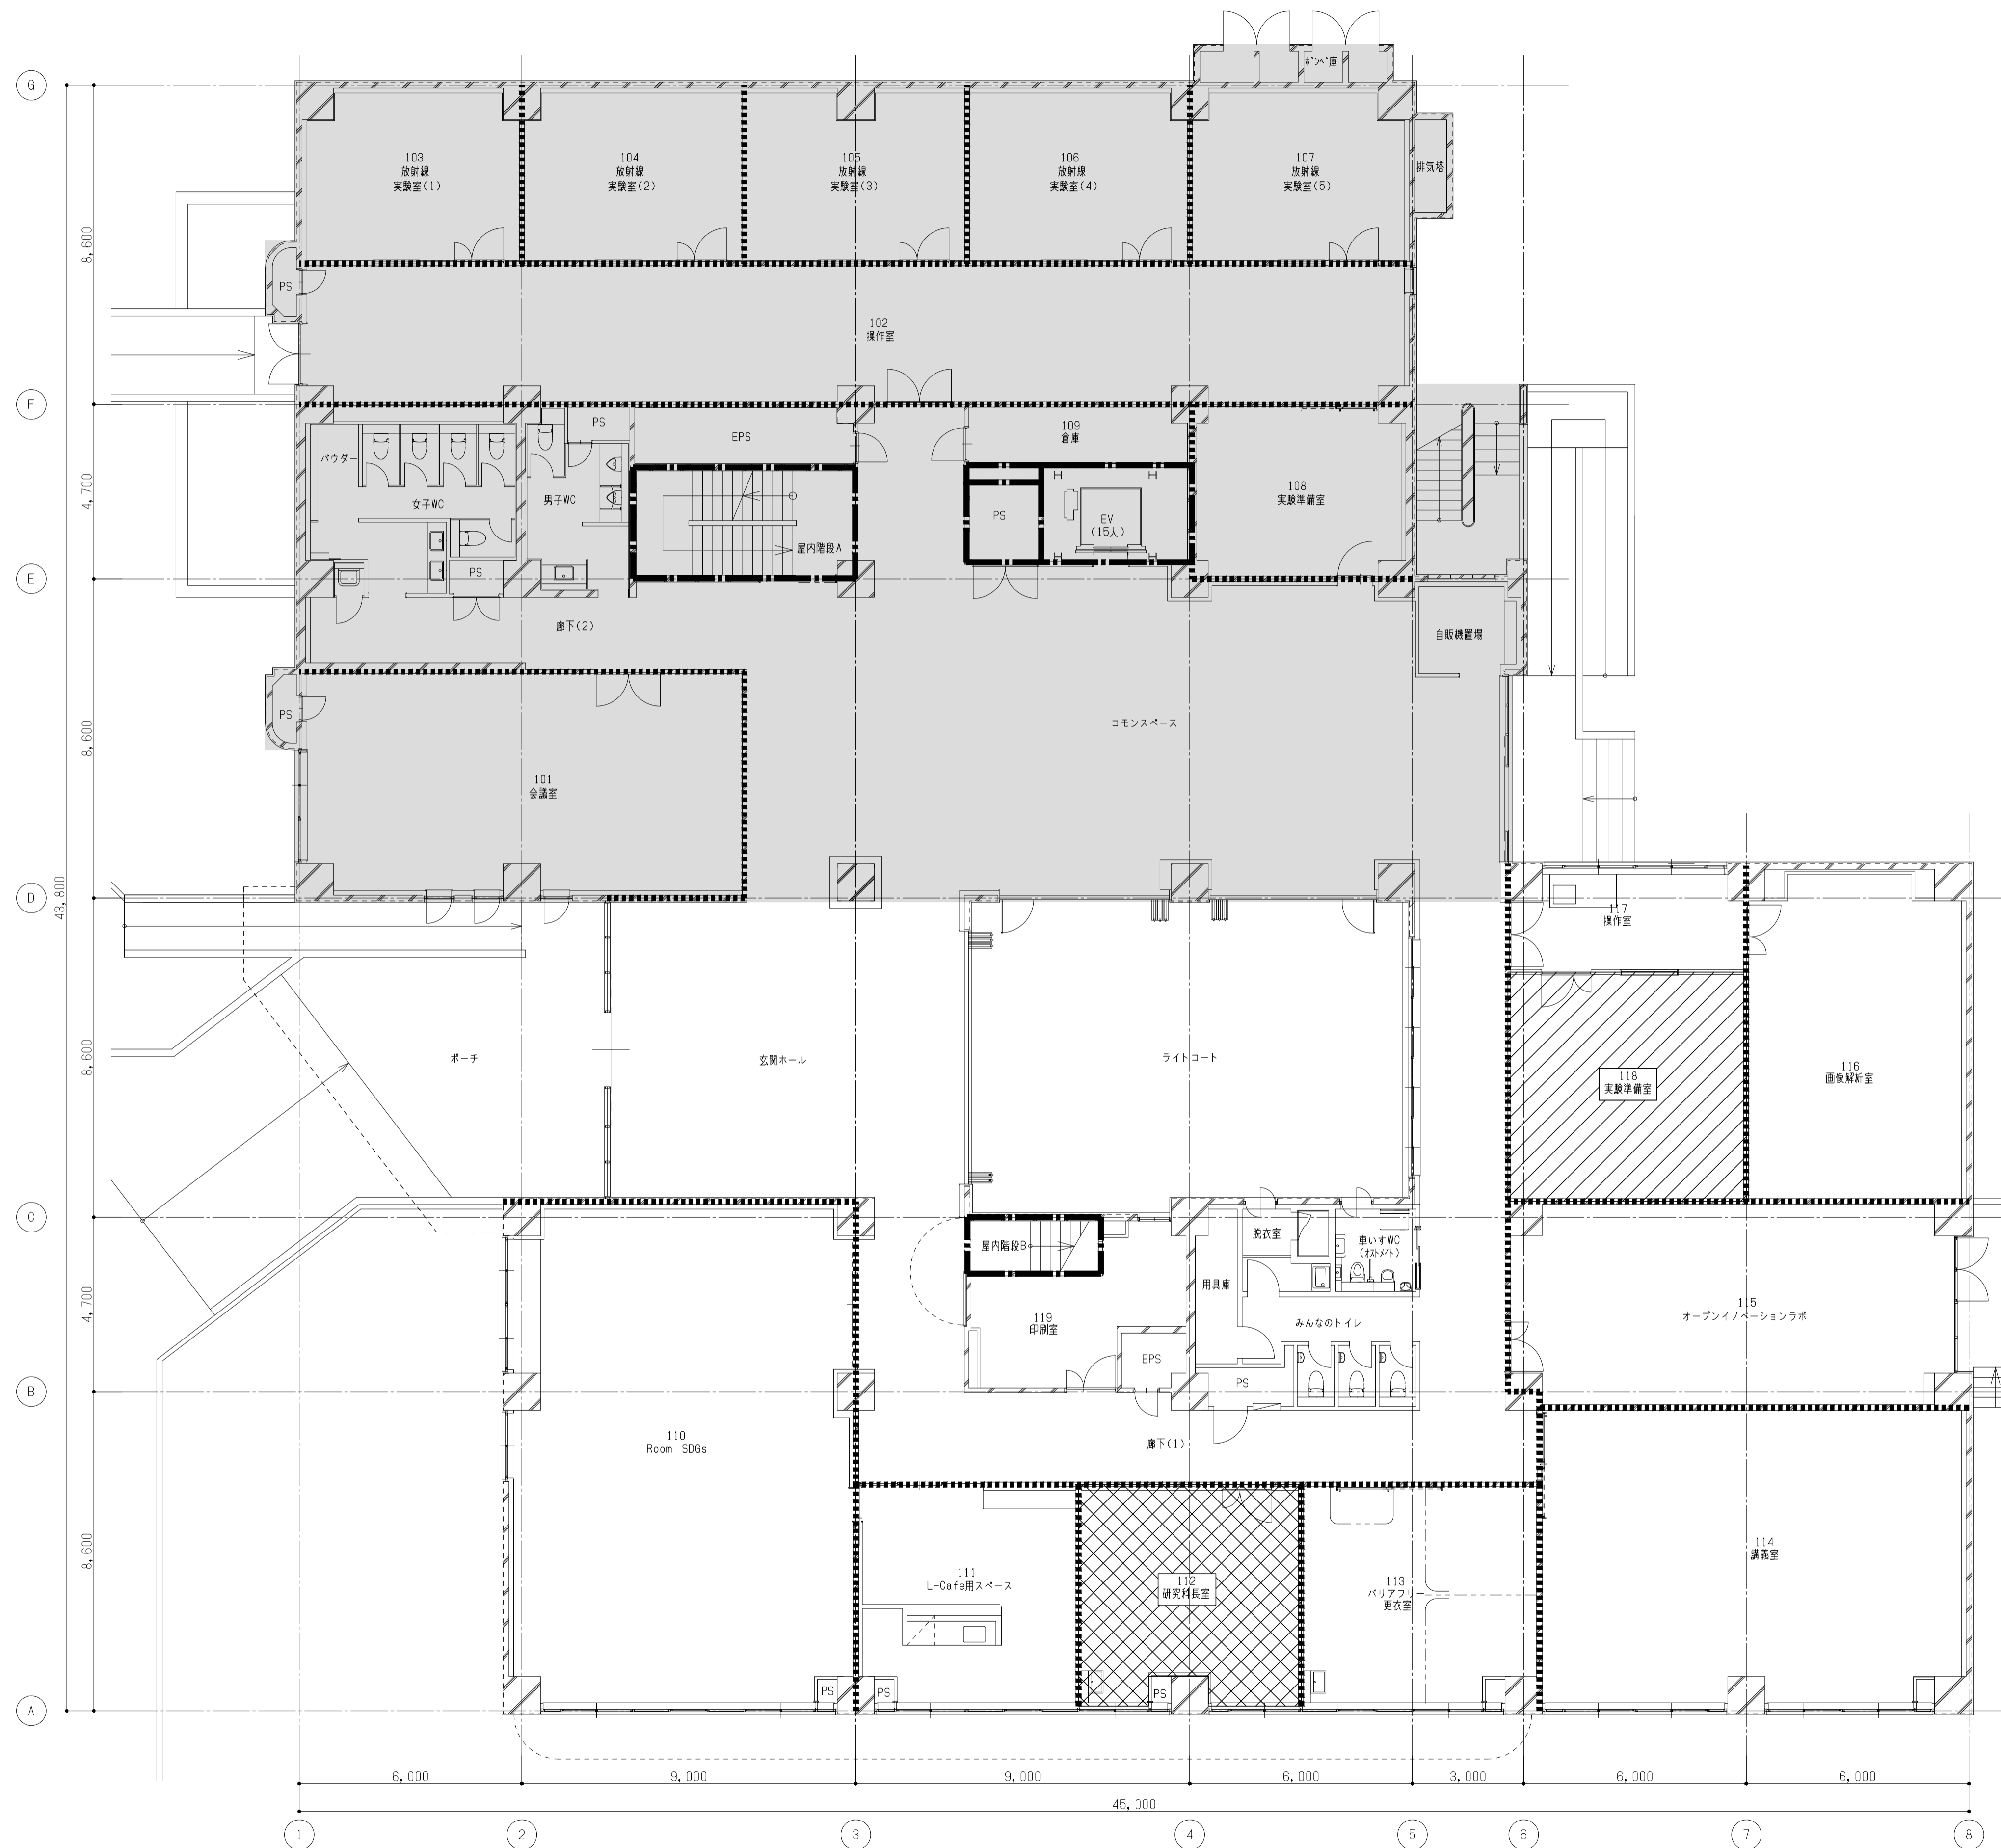 ボンベ庫
G
103
放射線
実験室(1)
104
放射線
実験室(2)
105
放射線
実験室(3)
106
放射線
実験室(4)
107
放射線
実験室(5)
排気塔
8,600
PS
102
操作室
F
PS
EPS
109
倉庫
パウダー
女子WC
男子WC
屋内階段A
PS
EV
(15人)
108
実験準備室
4,700
PS
E
廊下(2)
自販機置場
PS
コモンスペース
8,600
101
会議室
43,800
D
117
操作室
8,600
ポーチ
玄関ホール
ライトコート
118
実験準備室
116
画像解析室
C
屋内階段B
脱衣室
車いすWC
(オストメイト)
用具庫
4,700
119
印刷室
みんなのトイレ
115
オープンイノベーションラボ
EPS
PS
B
110
Room SDGs
廊下(1)
8,600
111
L-Cafe用スペース
112
研究科長室
113
バリアフリー
更衣室
114
講義室
PS
PS
PS
A
6,000
9,000
9,000
6,000
3,000
6,000
6,000
45,000
1
2
3
4
5
6
7
8